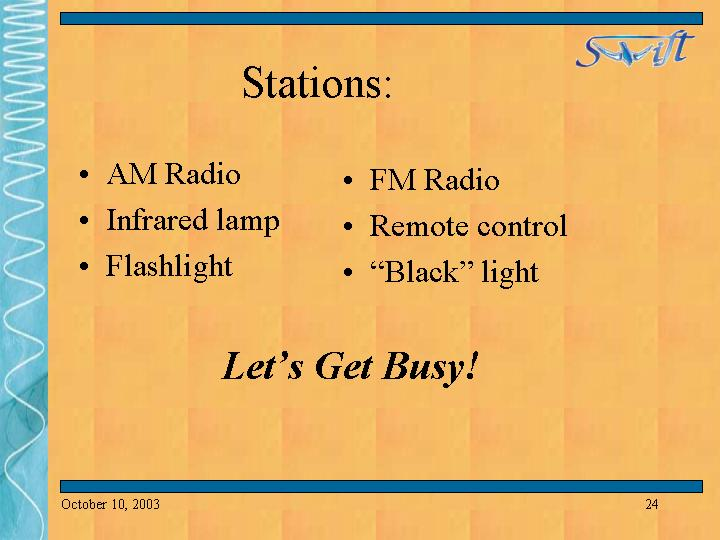 Swift
Stations:
• AM Radio
• Infrared lamp
• Flashlight
• FM Radio
• Remote control
• “Black” light
Let’s Get Busy!
October 10, 2003
24